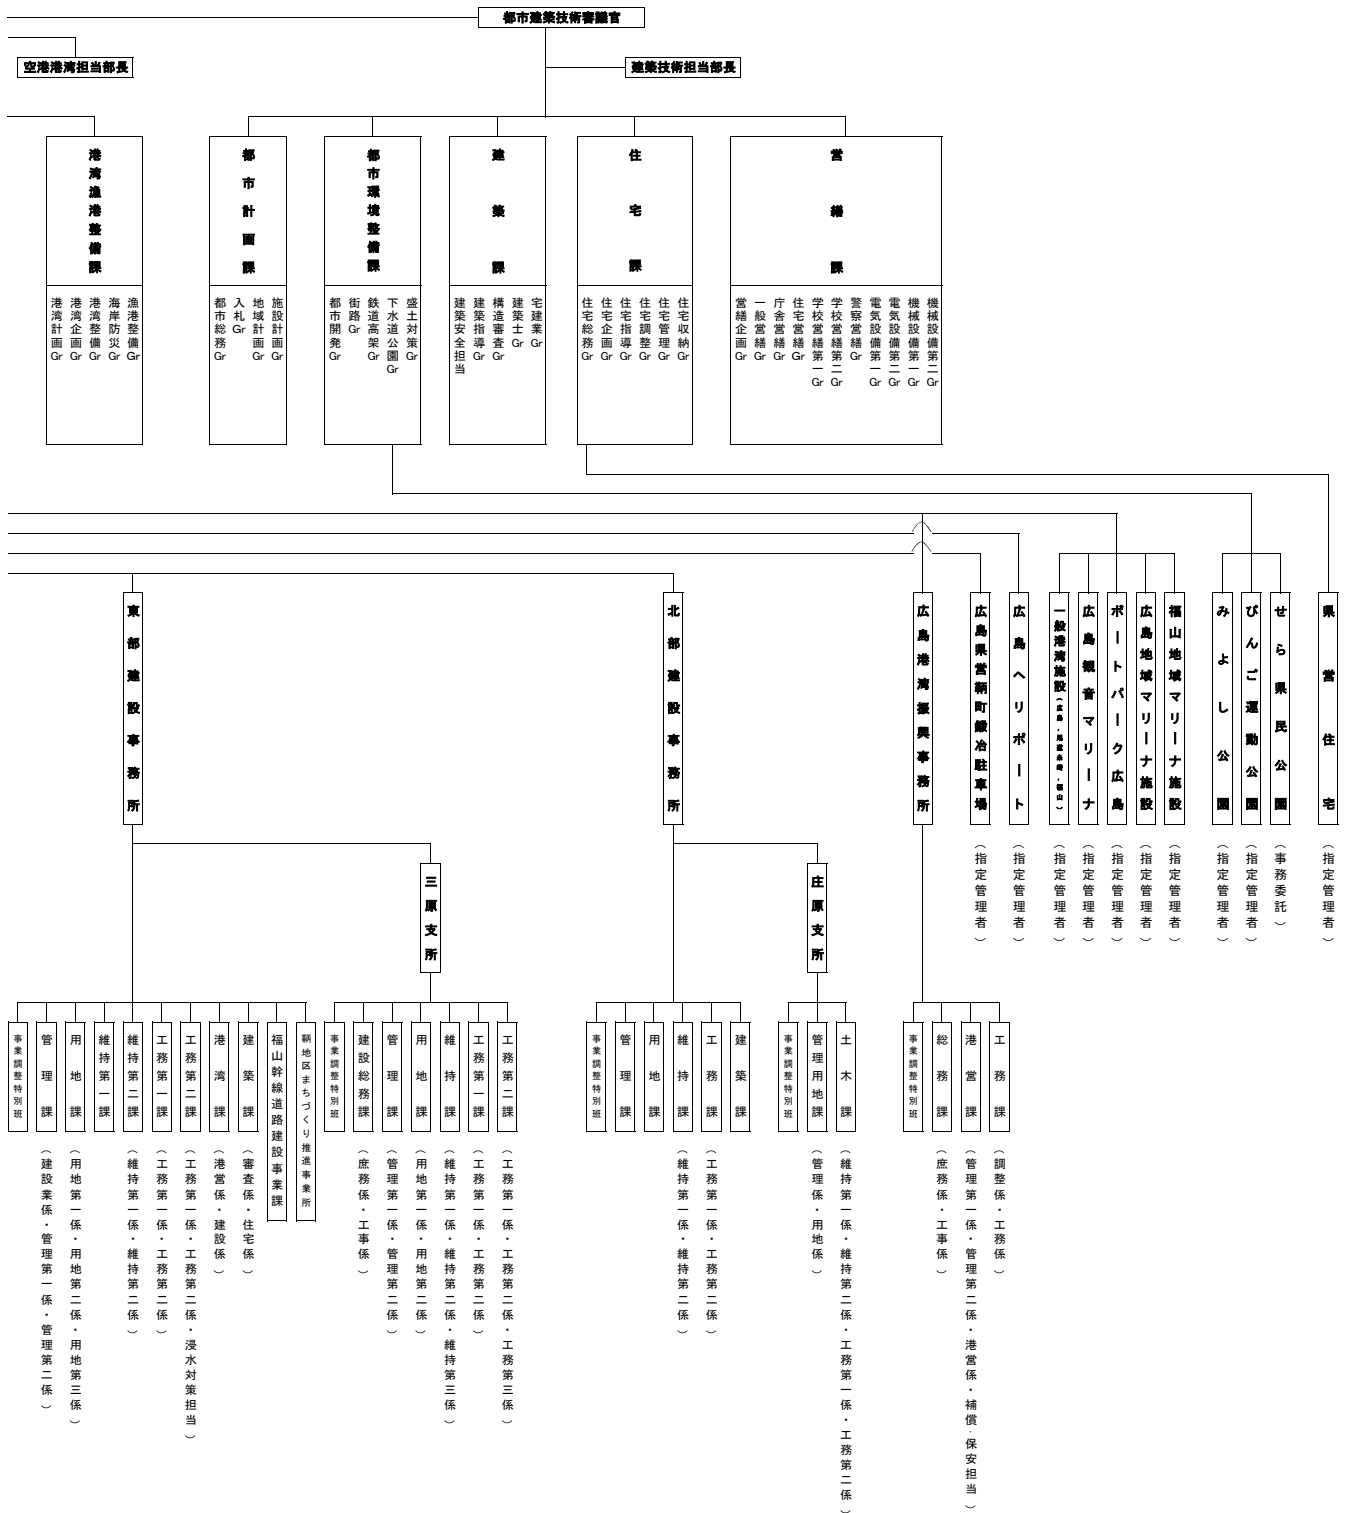 都市建築技術審議官
空港港湾担当部長
建築技術担当部長
港湾漁港整備課
港湾計画Gr
港湾企画Gr
港湾整備Gr
海岸防災Gr
漁港整備Gr
都市計画課
都市総務Gr
入札Gr
地域計画Gr
施設計画Gr
都市環境整備課
都市開発Gr
街路Gr
鉄道高架Gr
下水道公園Gr
盛土対策Gr
建築課
建築安全担当
建築指導Gr
構造審査Gr
建築士Gr
宅建業Gr
住宅課
住宅総務Gr
住宅企画Gr
住宅指導Gr
住宅調整Gr
住宅管理Gr
住宅収納Gr
営繕課
営繕企画Gr
一般営繕Gr
庁舎営繕Gr
住宅営繕Gr
学校営繕第一Gr
学校営繕第二Gr
警察営繕Gr
電気設備第一Gr
電気設備第二Gr
機械設備第一Gr
機械設備第二Gr
東部建設事務所
北部建設事務所
広島港湾振興事務所
広島県営鞆町鍛冶駐車場
(指定管理者)
広島ヘリポート
(指定管理者)
一般港湾施設(広島,尾道糸崎,福山)
(指定管理者)
広島観音マリーナ
(指定管理者)
ボートパーク広島
(指定管理者)
広島地域マリーナ施設
(指定管理者)
福山地域マリーナ施設
(指定管理者)
みよし公園
(指定管理者)
びんご運動公園
(指定管理者)
せら県民公園
(事務委託)
県営住宅
(指定管理者)
三原支所
庄原支所
事業調整特別班
管理課
(建設業係・管理第一係・管理第二係)
用地課
(用地第一係・用地第二係・用地第三係)
維持第一課
維持第二課
(維持第一係・維持第二係)
工務第一課
(工務第一係・工務第二係)
工務第二課
(工務第一係・工務第二係・浸水対策担当)
港湾課
(港営係・建設係)
建築課
(審査係・住宅係)
福山幹線道路建設事業課
鞆地区まちづくり推進事業所
事業調整特別班
建設総務課
(庶務係・工事係)
管理課
(管理第一係・管理第二係)
用地課
(用地第一係・用地第二係)
維持課
(維持第一係・維持第二係・維持第三係)
工務第一課
(工務第一係・工務第二係)
工務第二課
(工務第一係・工務第二係・工務第三係)
事業調整特別班
管理課
用地課
維持課
(維持第一係・維持第二係)
工務課
(工務第一係・工務第二係)
建築課
事業調整特別班
管理用地課
(管理係・用地係)
土木課
(維持第一係・維持第二係・工務第一係・工務第二係)
事業調整特別班
総務課
(庶務係・工事係)
港営課
(管理第一係・管理第二係・港営係・補償・保安担当)
工務課
(調整係・工務係)